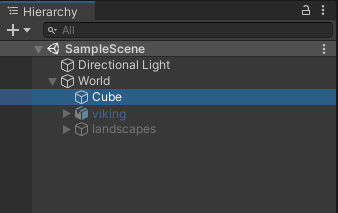 Hierarchy
All
SampleScene
Directional Light
World
Cube
viking
landscapes